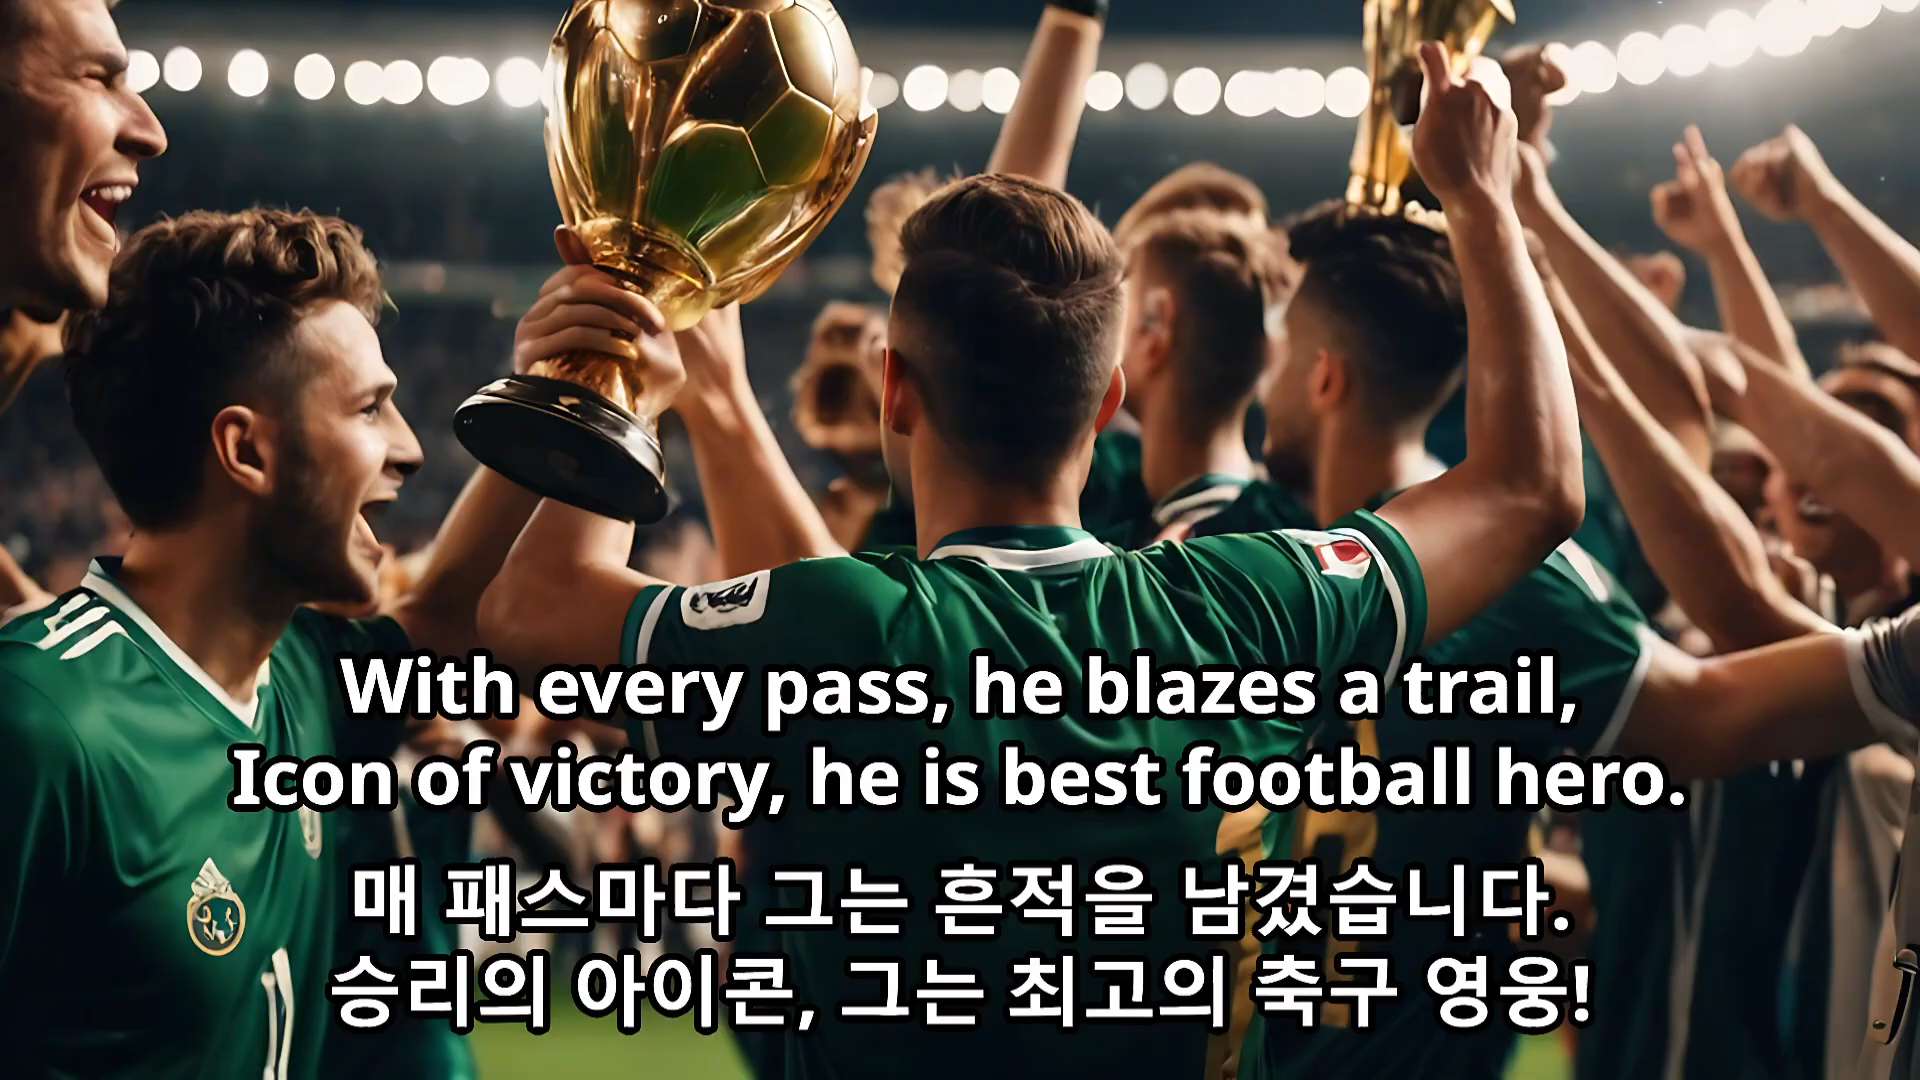 With every pass, he blazes a trail,
Icon of victory, he is best football hero.
매 패스마다 그는 흔적을 남겼습니다.
승리의 아이콘, 그는 최고의 축구 영웅!